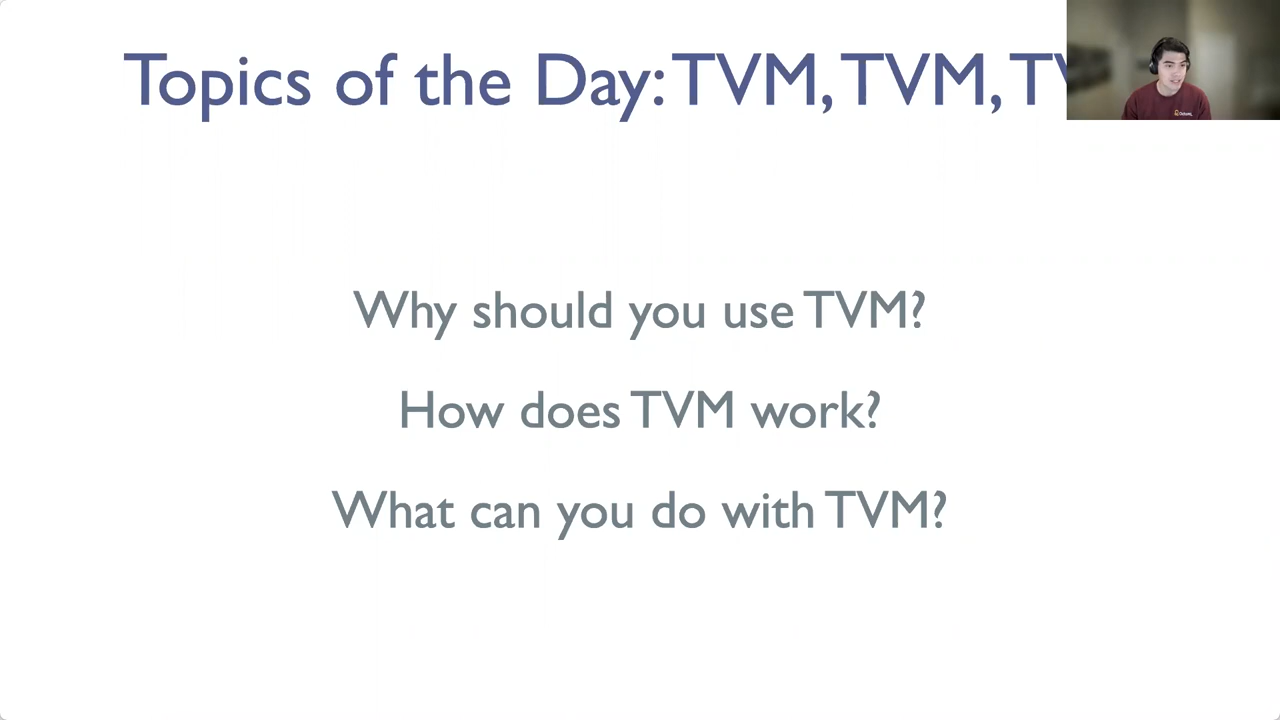 Topics of the Day: TVM, TVM,
Why should you use TVM?
How does TVM work?
What can you do with TVM?